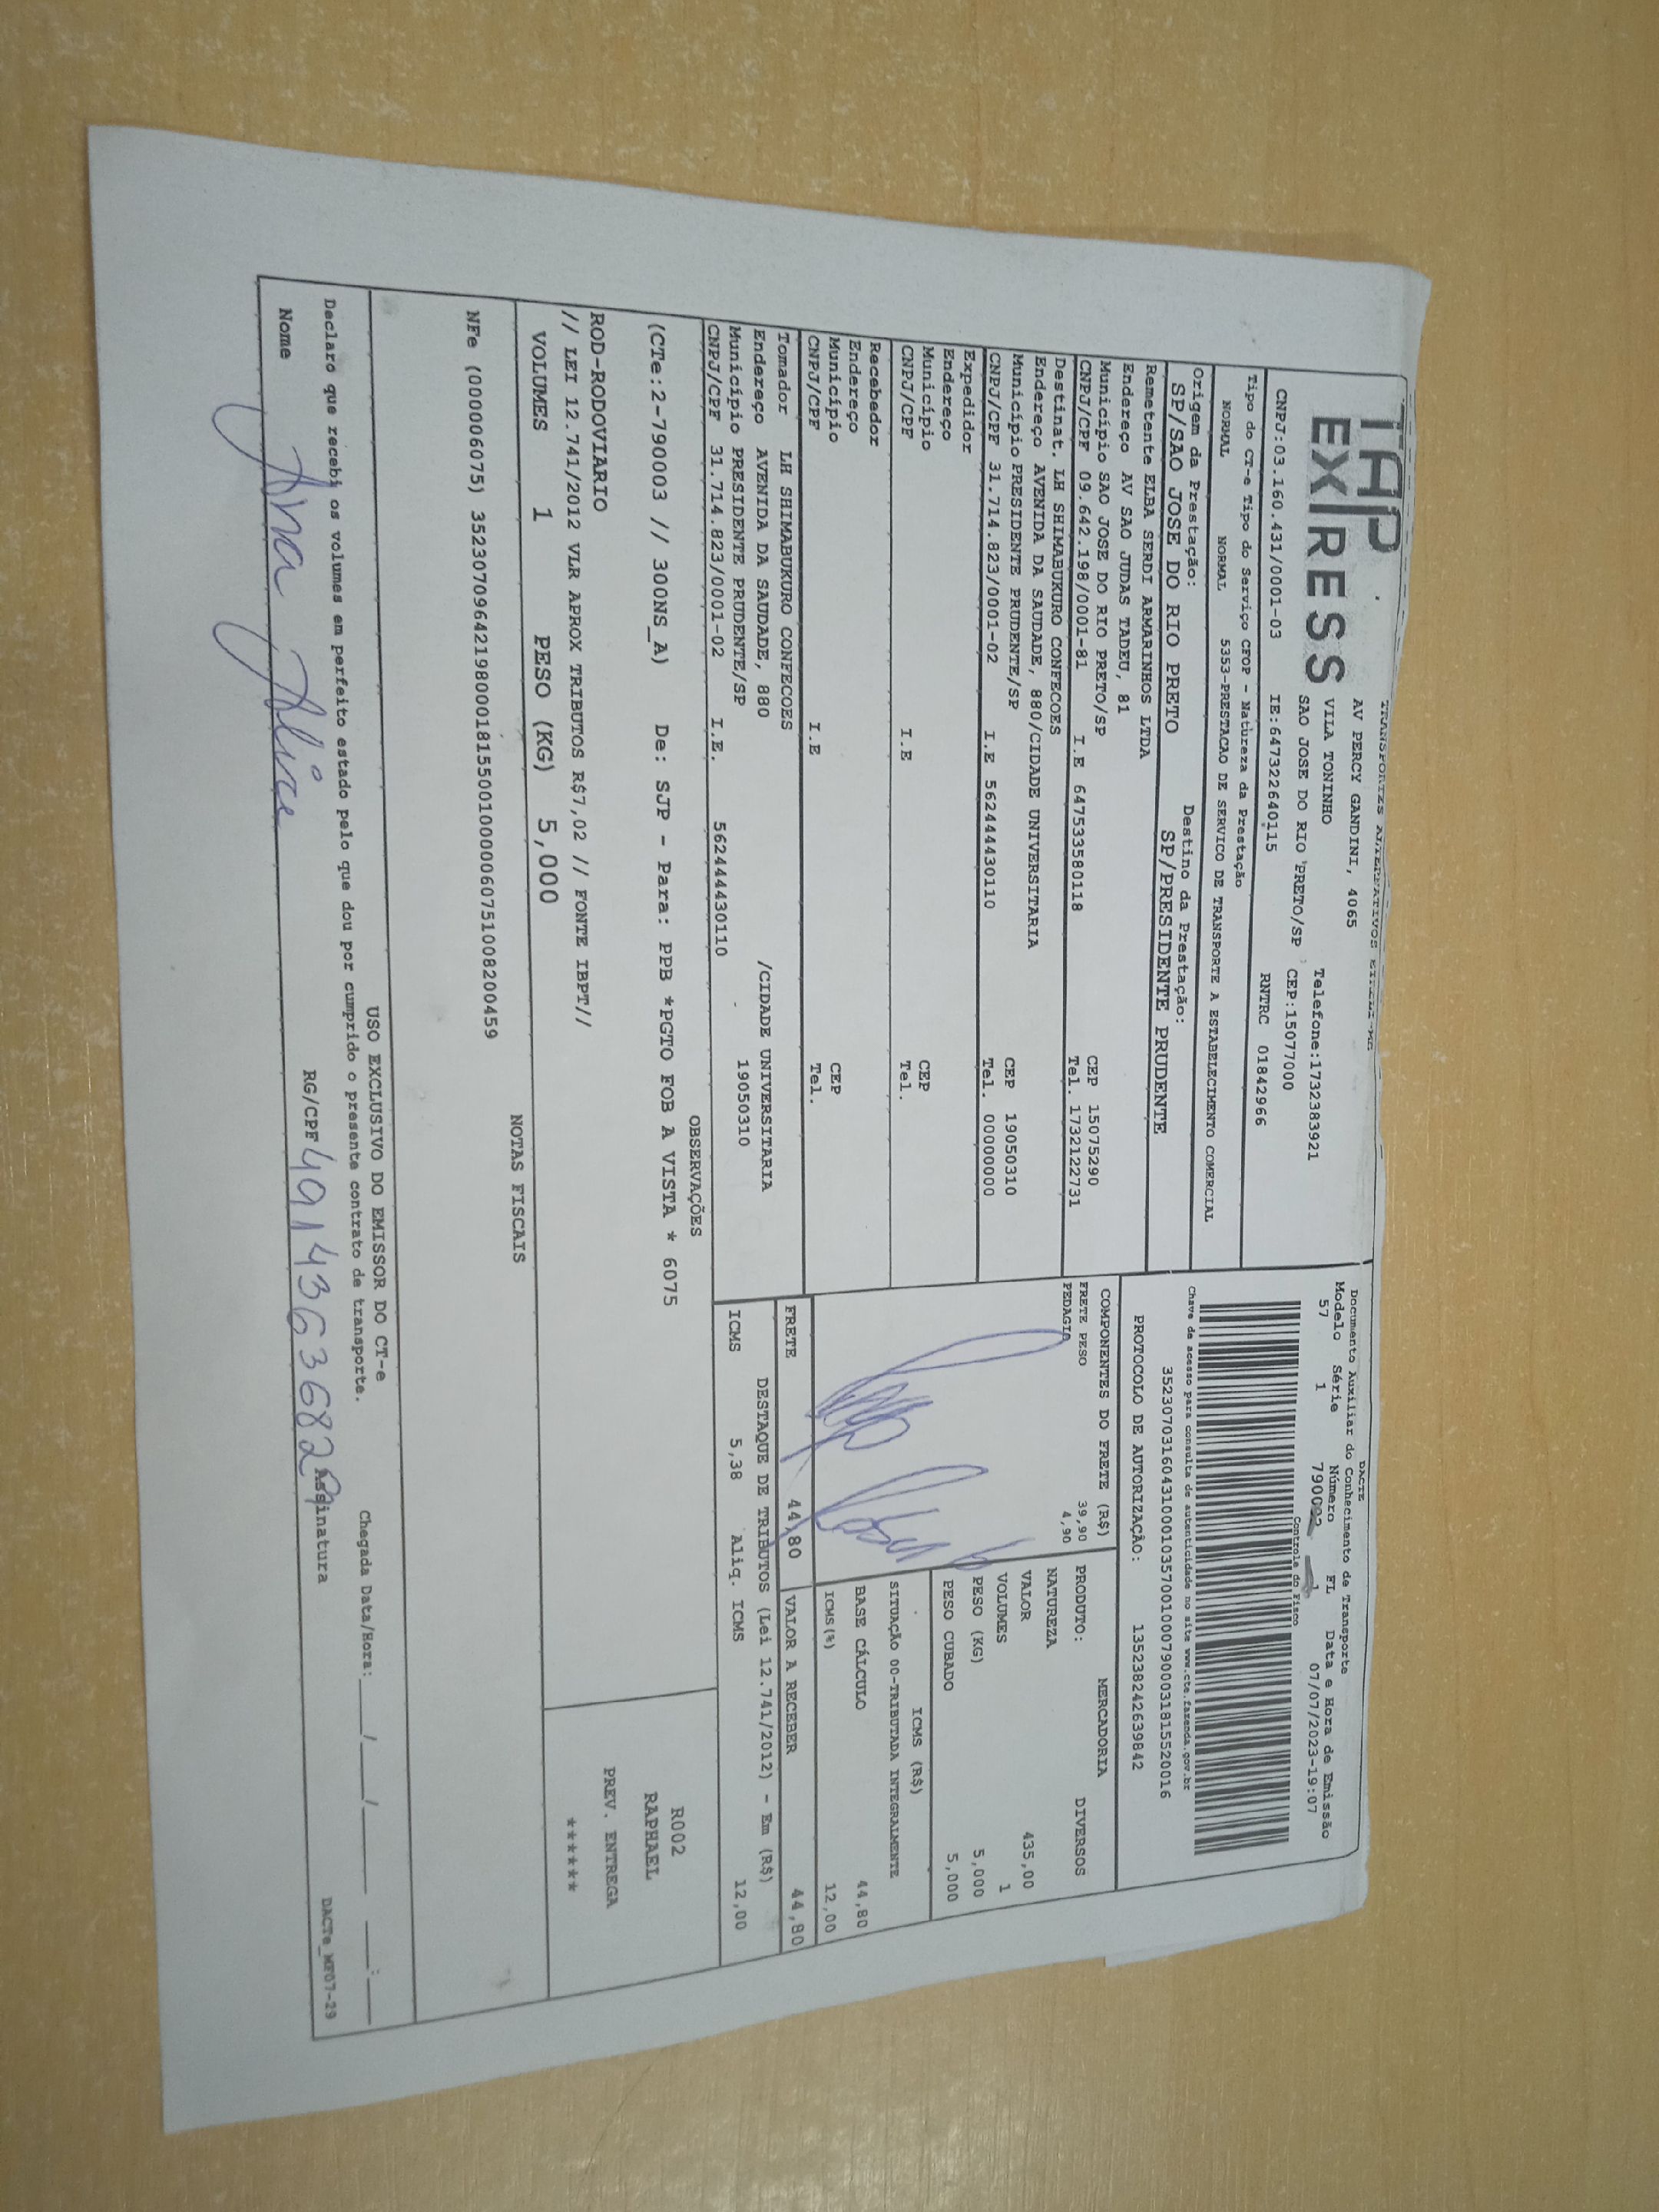 TAP
EXPRESS
AV PERCY GANDINI, 4065
VILA TONINHO
Telefone:1732383921
SAO JOSE DO RIO PRETO/SP
CEP:15077000
CNPJ:03.160.431/0001-03 IE:647322640115 RNTRC 01842966
Tipo do CT-e Tipo do Serviço CFOP - Natureza da Prestação
NORMAL NORMAL 5353-PRESTACAO DE SERVICO DE TRANSPORTE A ESTABELECIMENTO COMERCIAL
Origem da Prestação: Destino da Prestação:
SP/SAO JOSE DO RIO PRETO SP/PRESIDENTE PRUDENTE
Remetente ELBA SERDI ARMARINHOS LTDA
Endereço AV SAO JUDAS TADEU, 81
Município SAO JOSE DO RIO PRETO/SP CEP 15075290
CNPJ/CPF 09.642.198/0001-81 I.E 647533580118 Tel. 1732122731
Destinat. LH SHIMABUKURO CONFECOES
Endereço AVENIDA DA SAUDADE, 880/CIDADE UNIVERSITARIA
Município PRESIDENTE PRUDENTE/SP CEP 19050310
CNPJ/CPF 31.714.823/0001-02 I.E 562444430110 Tel. 00000000
Expedidor
Endereço
Município CEP
CNPJ/CPF I.E Tel.
Recebedor
Endereço
Município CEP
CNPJ/CPF I.E Tel.
Tomador LH SHIMABUKURO CONFECOES
Endereço AVENIDA DA SAUDADE, 880 /CIDADE UNIVERSITARIA
Município PRESIDENTE PRUDENTE/SP 19050310
CNPJ/CPF 31.714.823/0001-02 I.E. 562444430110
DACTE
Documento Auxiliar do Conhecimento de Transporte
Modelo Série Número FL Data e Hora de Emissão
57 1 1 07/07/2023-19:07
Controle do Fisco
Chave de acesso para consulta de autenticidade no site www.cte.fazenda.gov.br
35230703160431000103570010007900031815520016
PROTOCOLO DE AUTORIZAÇÃO: 135238242639842
COMPONENTES DO FRETE (R$)
FRETE PESO 39,90
PEDAGIO 4,90
MERCADORIA
PRODUTO: DIVERSOS
NATUREZA
VALOR 435,00
VOLUMES 1
PESO (KG) 5,000
PESO CUBADO 5,000
ICMS (R$)
SITUAÇÃO 00-TRIBUTADA INTEGRALMENTE
BASE CÁLCULO 44,80
ICMS(%) 12,00
FRETE 44,80 VALOR A RECEBER 44,80
DESTAQUE DE TRIBUTOS (Lei 12.741/2012) - Em (R$)
ICMS 5,38 Aliq. ICMS 12,00
OBSERVAÇÕES
(CTe:2-790003 // 300NS_A) De: SJP - Para: PPB *PGTO FOB A VISTA * 6075
ROD-RODOVIARIO
// LEI 12.741/2012 VLR APROX TRIBUTOS R$7,02 // FONTE IBPT//
R002
RAPHAEL
PREV. ENTREGA
******
VOLUMES 1 PESO (KG) 5,000
NOTAS FISCAIS
NFe (000006075) 35230709642198000181550010000060751008200459
USO EXCLUSIVO DO EMISSOR DO CT-e
Declaro que recebi os volumes em perfeito estado pelo que dou por cumprido o presente contrato de transporte.
Chegada Data/Hora: ____/____/______ ___:____
Nome Ana Alice RG/CPF Assinatura
DACTe_MF07-29